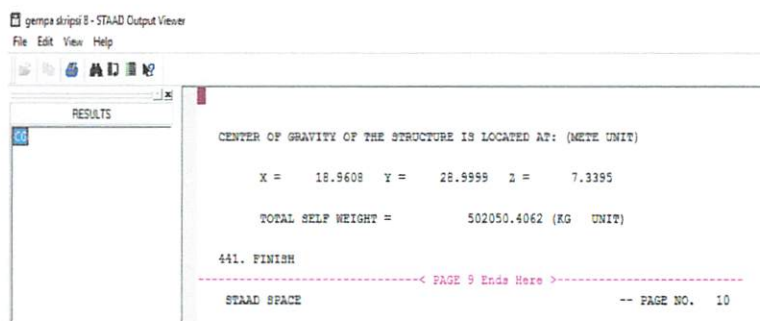 gempa skripsi 8 - STAAD Output Viewer
File Edit View Help
RESULTS
CG
CENTER OF GRAVITY OF THE STRUCTURE IS LOCATED AT: (METE UNIT)
X = 18.9608 Y = 28.9999 Z = 7.3395
TOTAL SELF WEIGHT = 502050.4062 (KG UNIT)
441. FINISH
< PAGE 9 Ends Here >
STAAD SPACE -- PAGE NO. 10